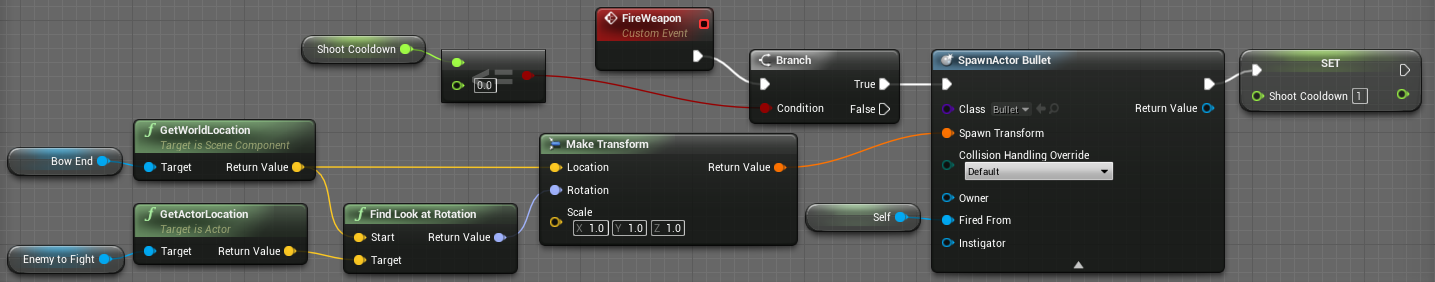 FireWeapon
Custom Event
Shoot Cooldown
<=
0.0
Branch
True
Condition
False
SpawnActor Bullet
Class Bullet
Return Value
Spawn Transform
Collision Handling Override
Default
Owner
Fired From
Instigator
SET
Shoot Cooldown 1
Bow End
f GetWorldLocation
Target is Scene Component
Target Return Value
Enemy to Fight
f GetActorLocation
Target is Actor
Target Return Value
f Find Look at Rotation
Start Return Value
Target
Make Transform
Location Return Value
Rotation
Scale
X 1.0 Y 1.0 Z 1.0
Self